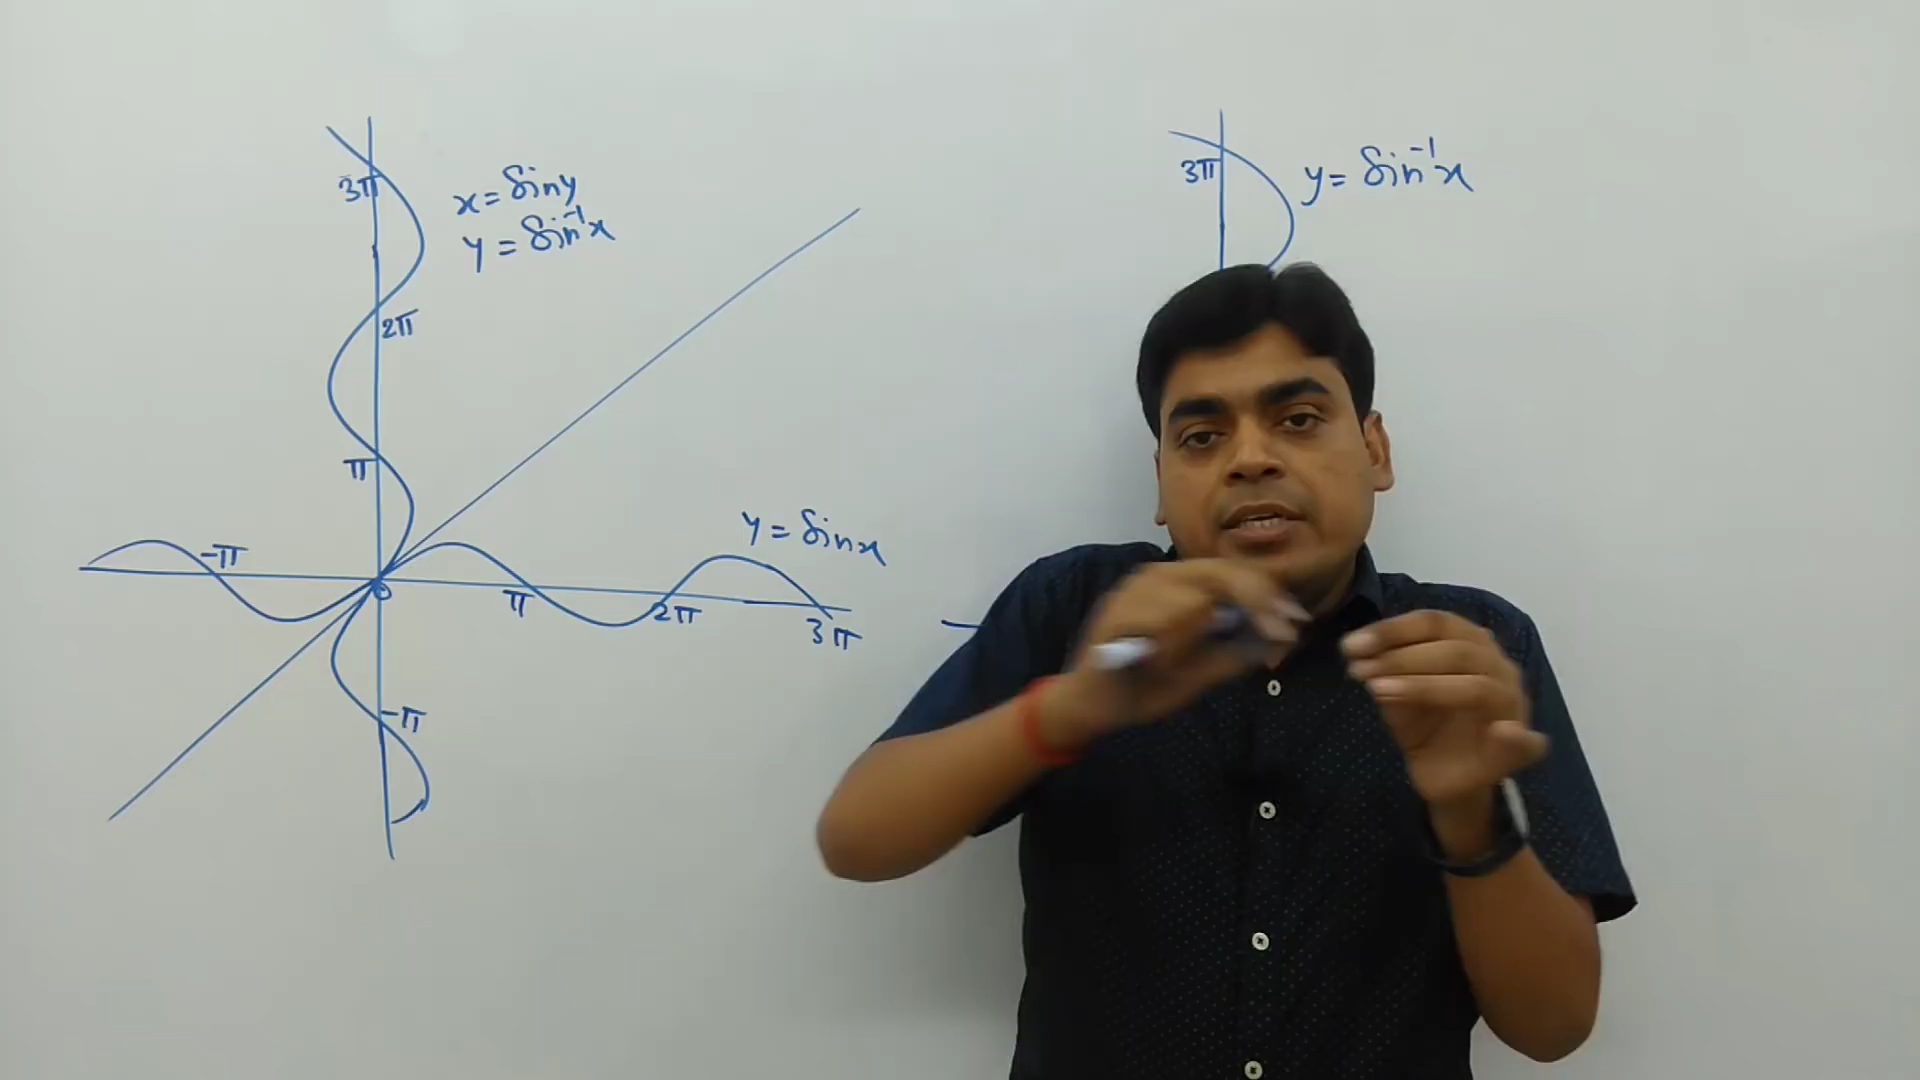 3π
x = sin y
y = sin⁻¹x
2π
π
y = sin x
-π
0
π
2π
3π
-π
3π
y = sin⁻¹x